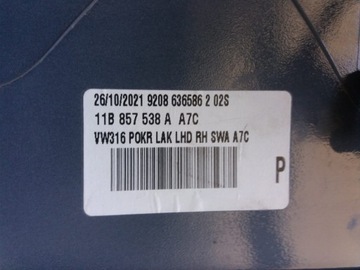 26/10/2021 9208 636586 2 02S
11B 857 538 A A7C
VW316 POKR LAK LHD RH SWA A7C
P